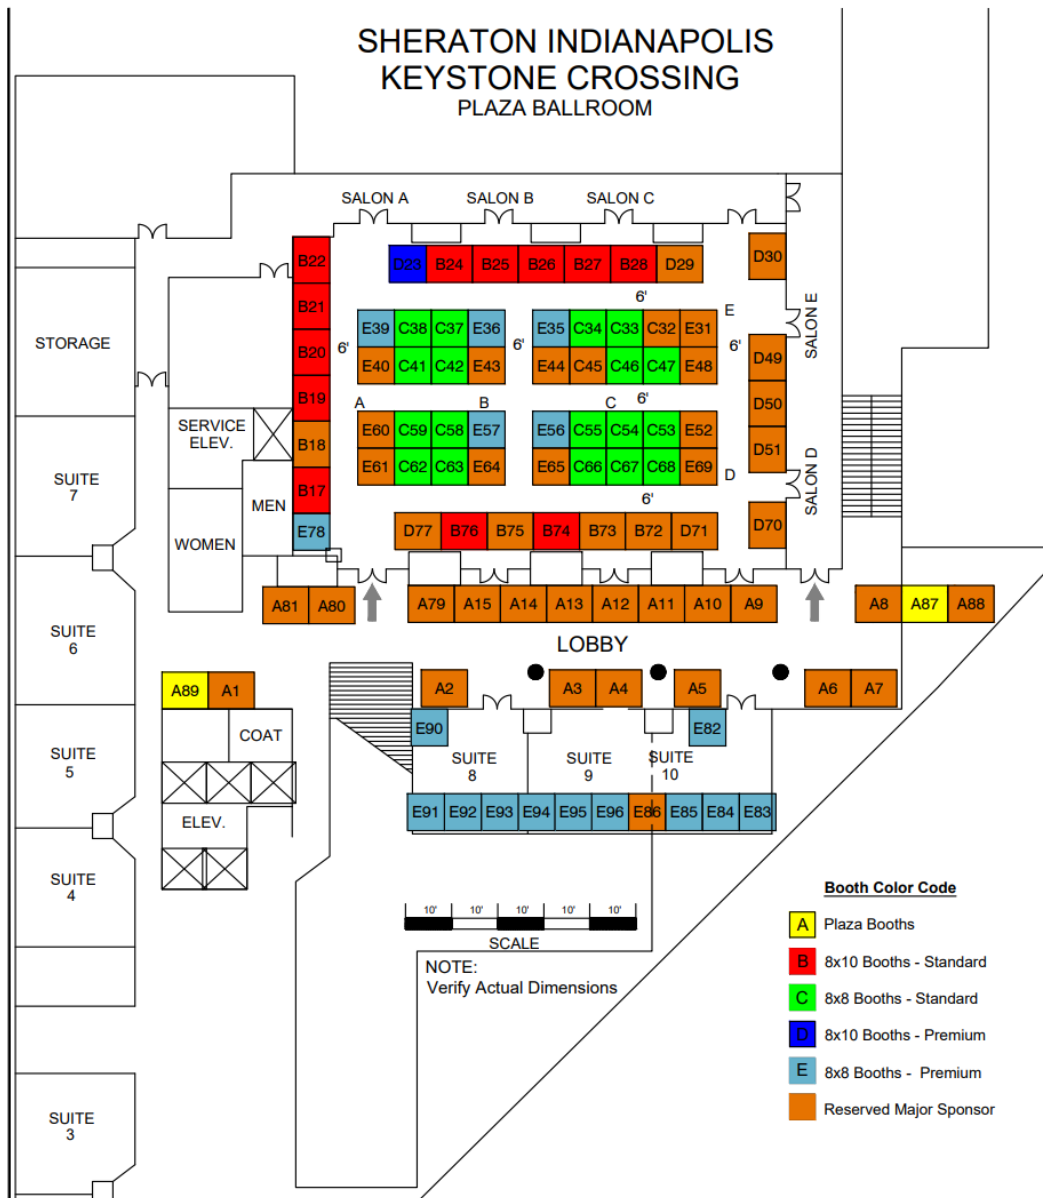 SHERATON INDIANAPOLIS
KEYSTONE CROSSING
PLAZA BALLROOM
SALON A
SALON B
SALON C
D23 B24 B25 B26 B27 B28 D29
D30
B22
B21
B20
B19
B18
B17
E78
6'
E
E39 C38 C37 E36
E35 C34 C33 C32 E31
6'
6'
6'
SALON E
E40 C41 C42 E43
E44 C45 C46 C47 E48
D49
D50
D51
A
B
C
6'
E60 C59 C58 E57
E56 C55 C54 C53 E52
E61 C62 C63 E64
E65 C66 C67 C68 E69
D
SALON D
6'
D77 B76 B75 B74 B73 B72 D71
D70
STORAGE
SERVICE
ELEV.
MEN
WOMEN
SUITE
7
A81 A80
A79 A15 A14 A13 A12 A11 A10 A9
A8 A87 A88
LOBBY
SUITE
6
A89 A1
A2
A3 A4
A5
A6 A7
COAT
E90
E82
SUITE
8
SUITE
9
SUITE
10
SUITE
5
E91 E92 E93 E94 E95 E96 E86 E85 E84 E83
ELEV.
SUITE
4
10' 10' 10' 10' 10'
SCALE
NOTE:
Verify Actual Dimensions
Booth Color Code
A Plaza Booths
B 8x10 Booths - Standard
C 8x8 Booths - Standard
D 8x10 Booths - Premium
E 8x8 Booths - Premium
Reserved Major Sponsor
SUITE
3